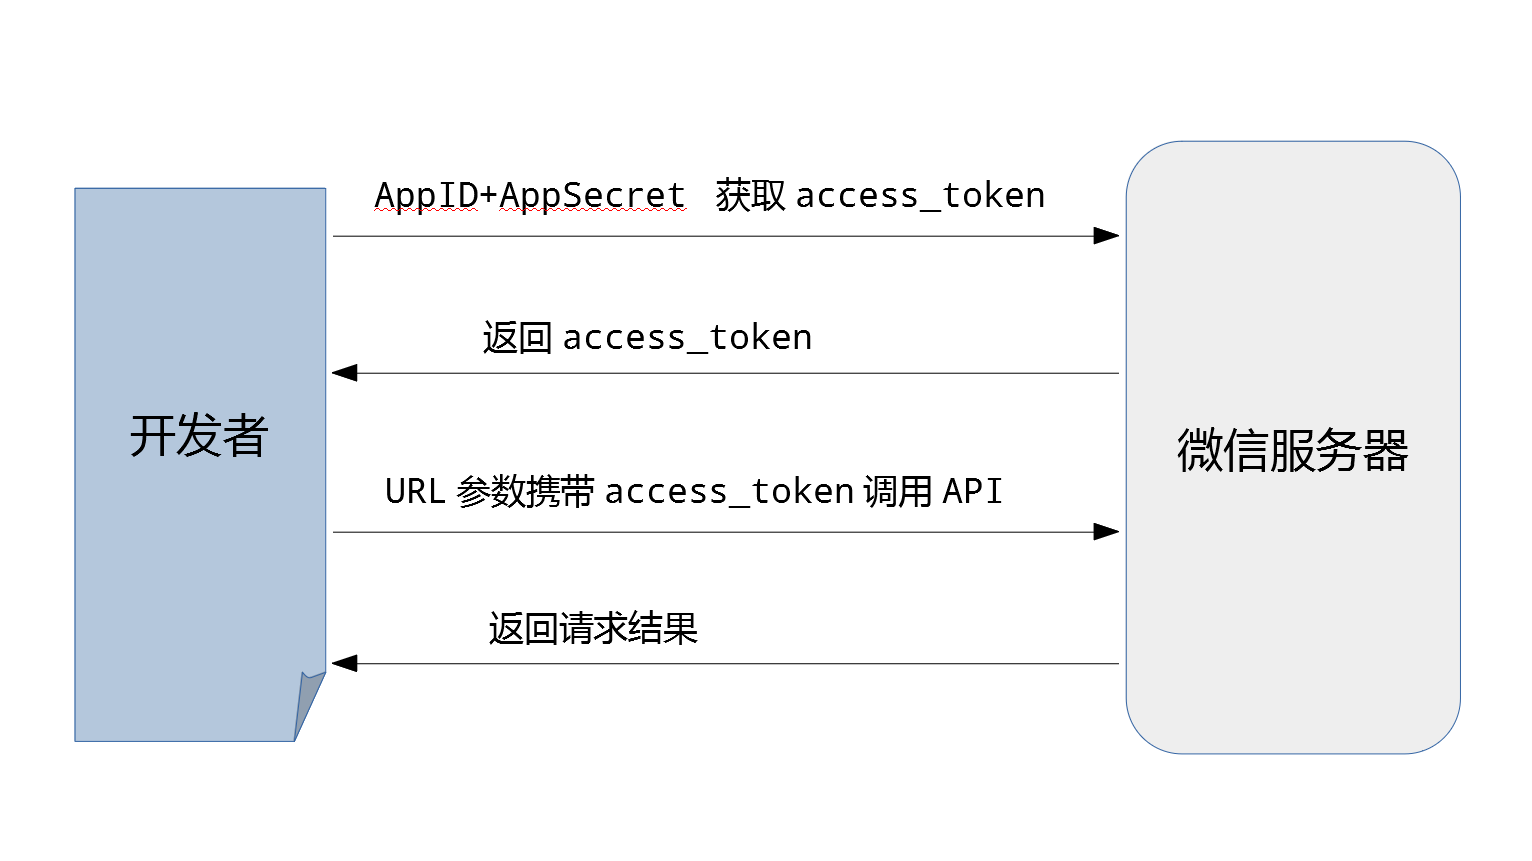 AppID+AppSecret 获取 access_token
返回 access_token
开发者
微信服务器
URL 参数携带 access_token 调用 API
返回请求结果